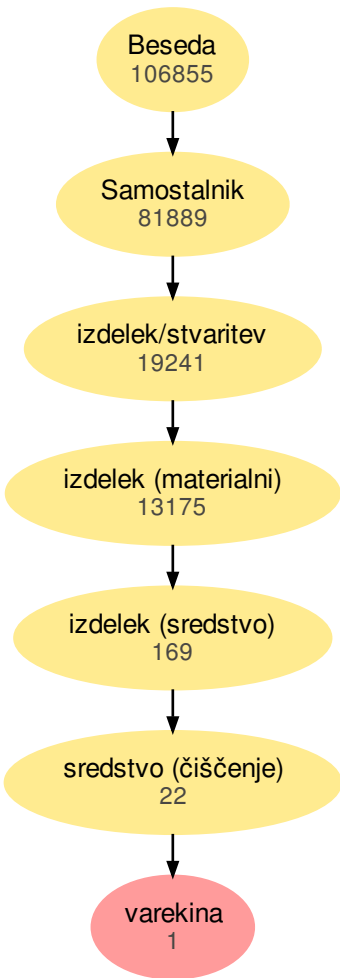 Beseda
106855
Samostalnik
81889
izdelek/stvaritev
19241
izdelek (materialni)
13175
izdelek (sredstvo)
169
sredstvo (čiščenje)
22
varekina
1